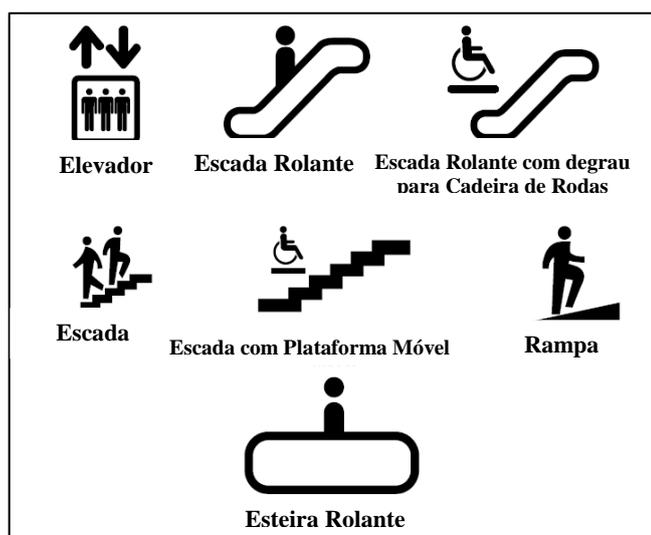 Elevador
Escada Rolante
Escada Rolante com degrau
para Cadeira de Rodas
Escada
Escada com Plataforma Móvel
Rampa
Esteira Rolante